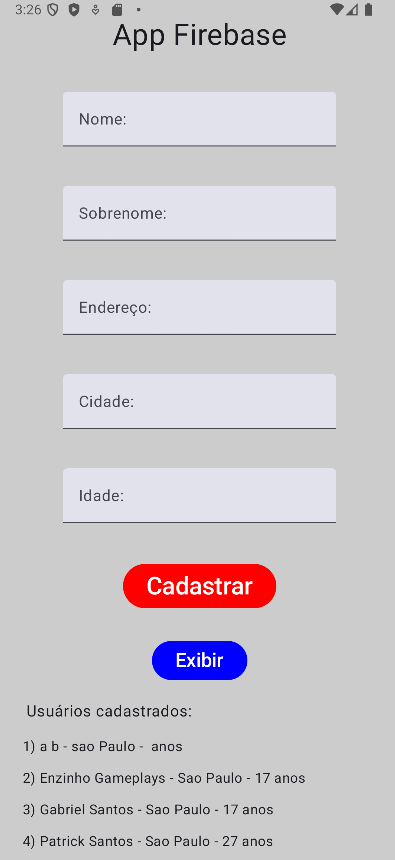 3:26
App Firebase
Nome:
Sobrenome:
Endereço:
Cidade:
Idade:
Cadastrar
Exibir
Usuários cadastrados:
1) a b - sao Paulo -  anos
2) Enzinho Gameplays - Sao Paulo - 17 anos
3) Gabriel Santos - Sao Paulo - 17 anos
4) Patrick Santos - Sao Paulo - 27 anos